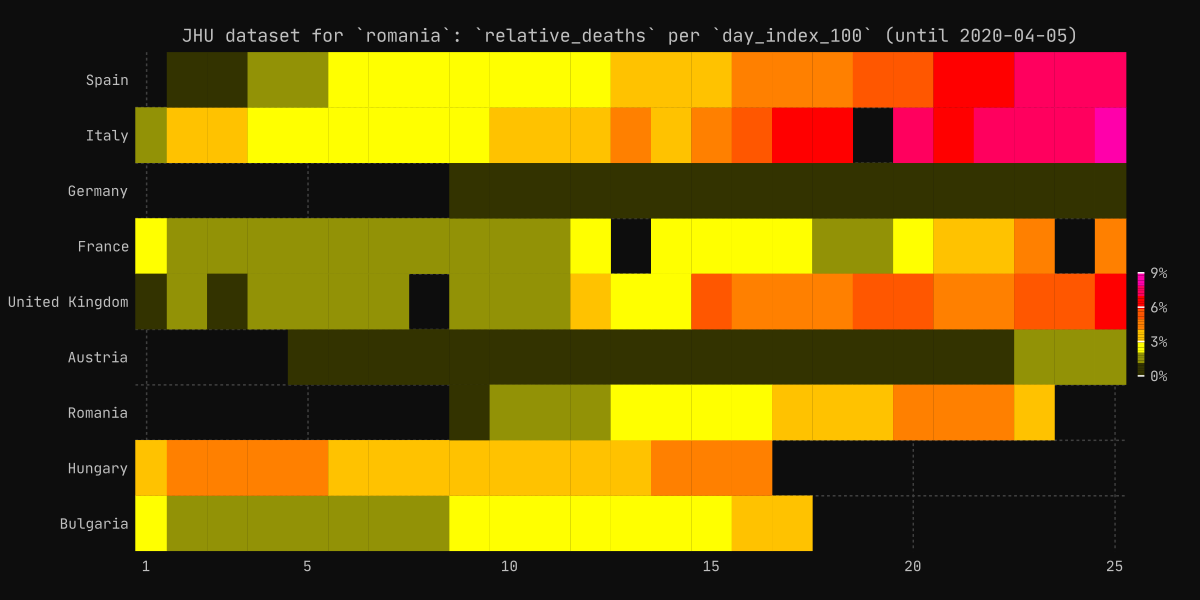 JHU dataset for `romania`: `relative_deaths` per `day_index_100` (until 2020-04-05)
Spain
Italy
Germany
France
United Kingdom
Austria
Romania
Hungary
Bulgaria
9%
6%
3%
0%
1 5 10 15 20 25